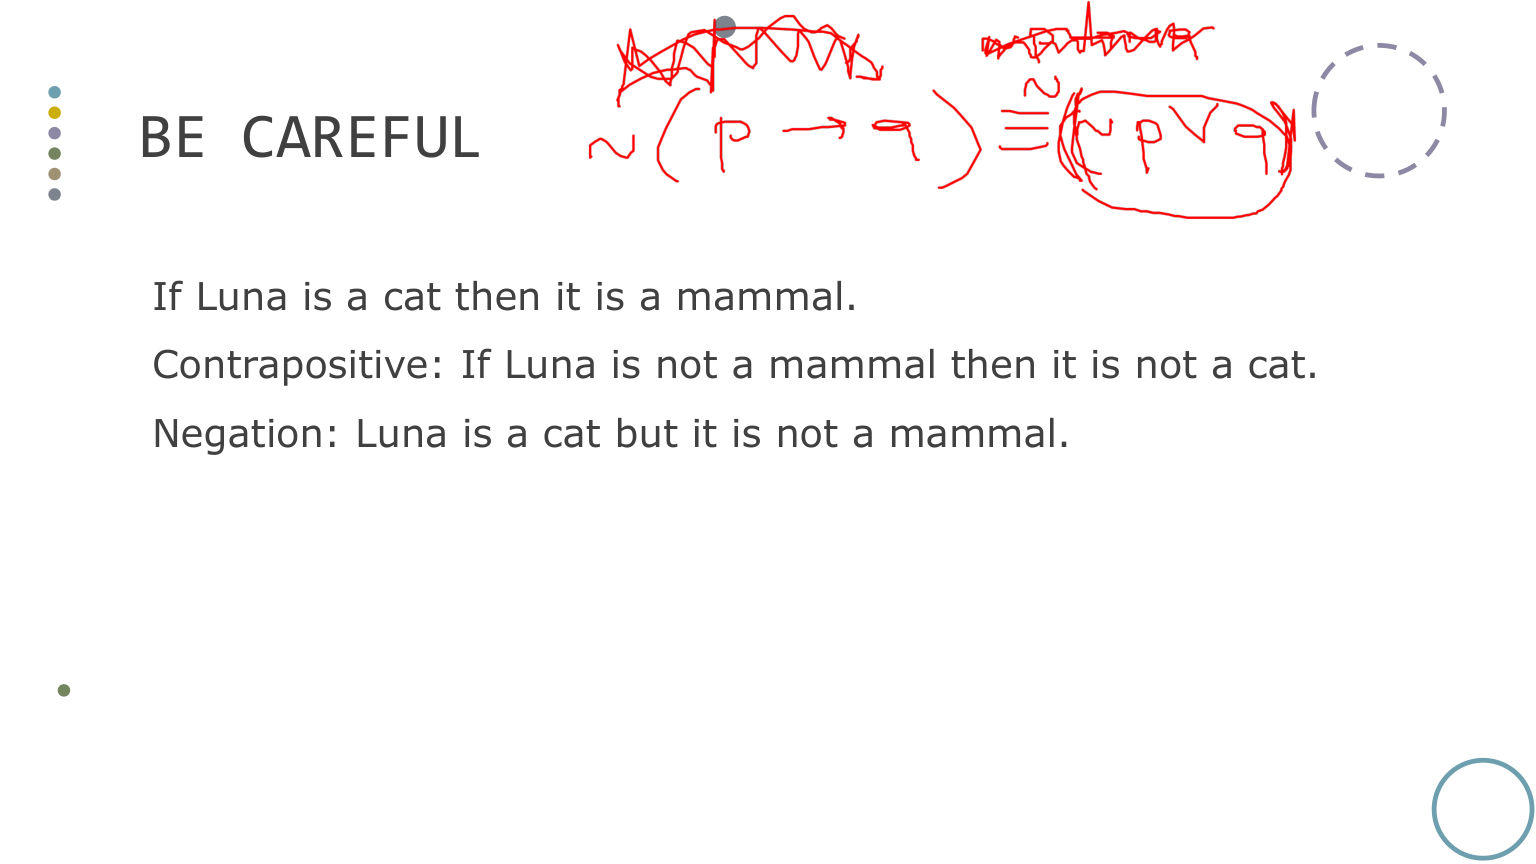 BE CAREFUL
~(p → q) ≡ ~(~p ∨ q)
If Luna is a cat then it is a mammal.
Contrapositive: If Luna is not a mammal then it is not a cat.
Negation: Luna is a cat but it is not a mammal.